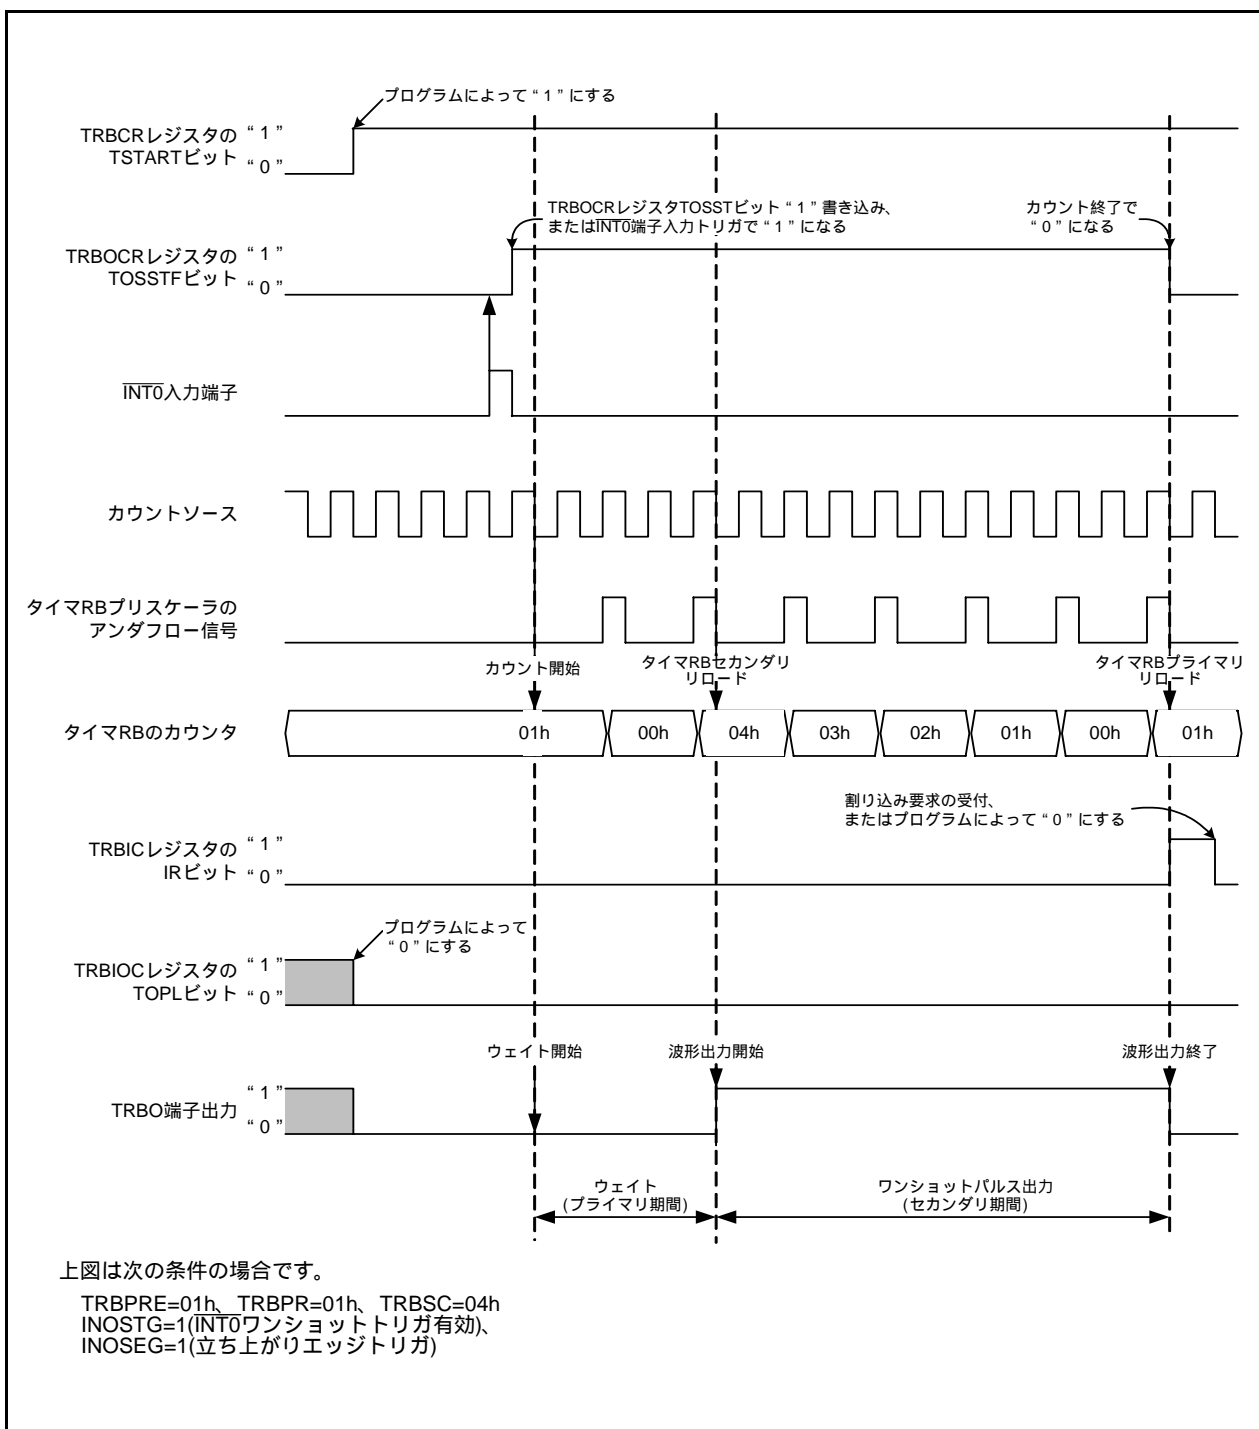 プログラムによって“1”にする
TRBCRレジスタの “1”
TSTARTビット “0”
TRBOCRレジスタTOSSTビット“1”書き込み、
またはINT0端子入力トリガで“1”になる
カウント終了で
“0”になる
TRBOCRレジスタの “1”
TOSSTFビット “0”
INT0入力端子
カウントソース
タイマRBプリスケーラの
アンダフロー信号
カウント開始
タイマRBセカンダリ
リロード
タイマRBプライマリ
リロード
タイマRBのカウンタ 01h 00h 04h 03h 02h 01h 00h 01h
割り込み要求の受付、
またはプログラムによって“0”にする
TRBICレジスタの “1”
IRビット “0”
プログラムによって
“0”にする
TRBIOCレジスタの “1”
TOPLビット “0”
ウェイト開始 波形出力開始 波形出力終了
TRBO端子出力 “1”
“0”
ウェイト
(プライマリ期間)
ワンショットパルス出力
(セカンダリ期間)
上図は次の条件の場合です。
TRBPRE=01h、TRBPR=01h、TRBSC=04h
INOSTG=1(INT0ワンショットトリガ有効)、
INOSEG=1(立ち上がりエッジトリガ)